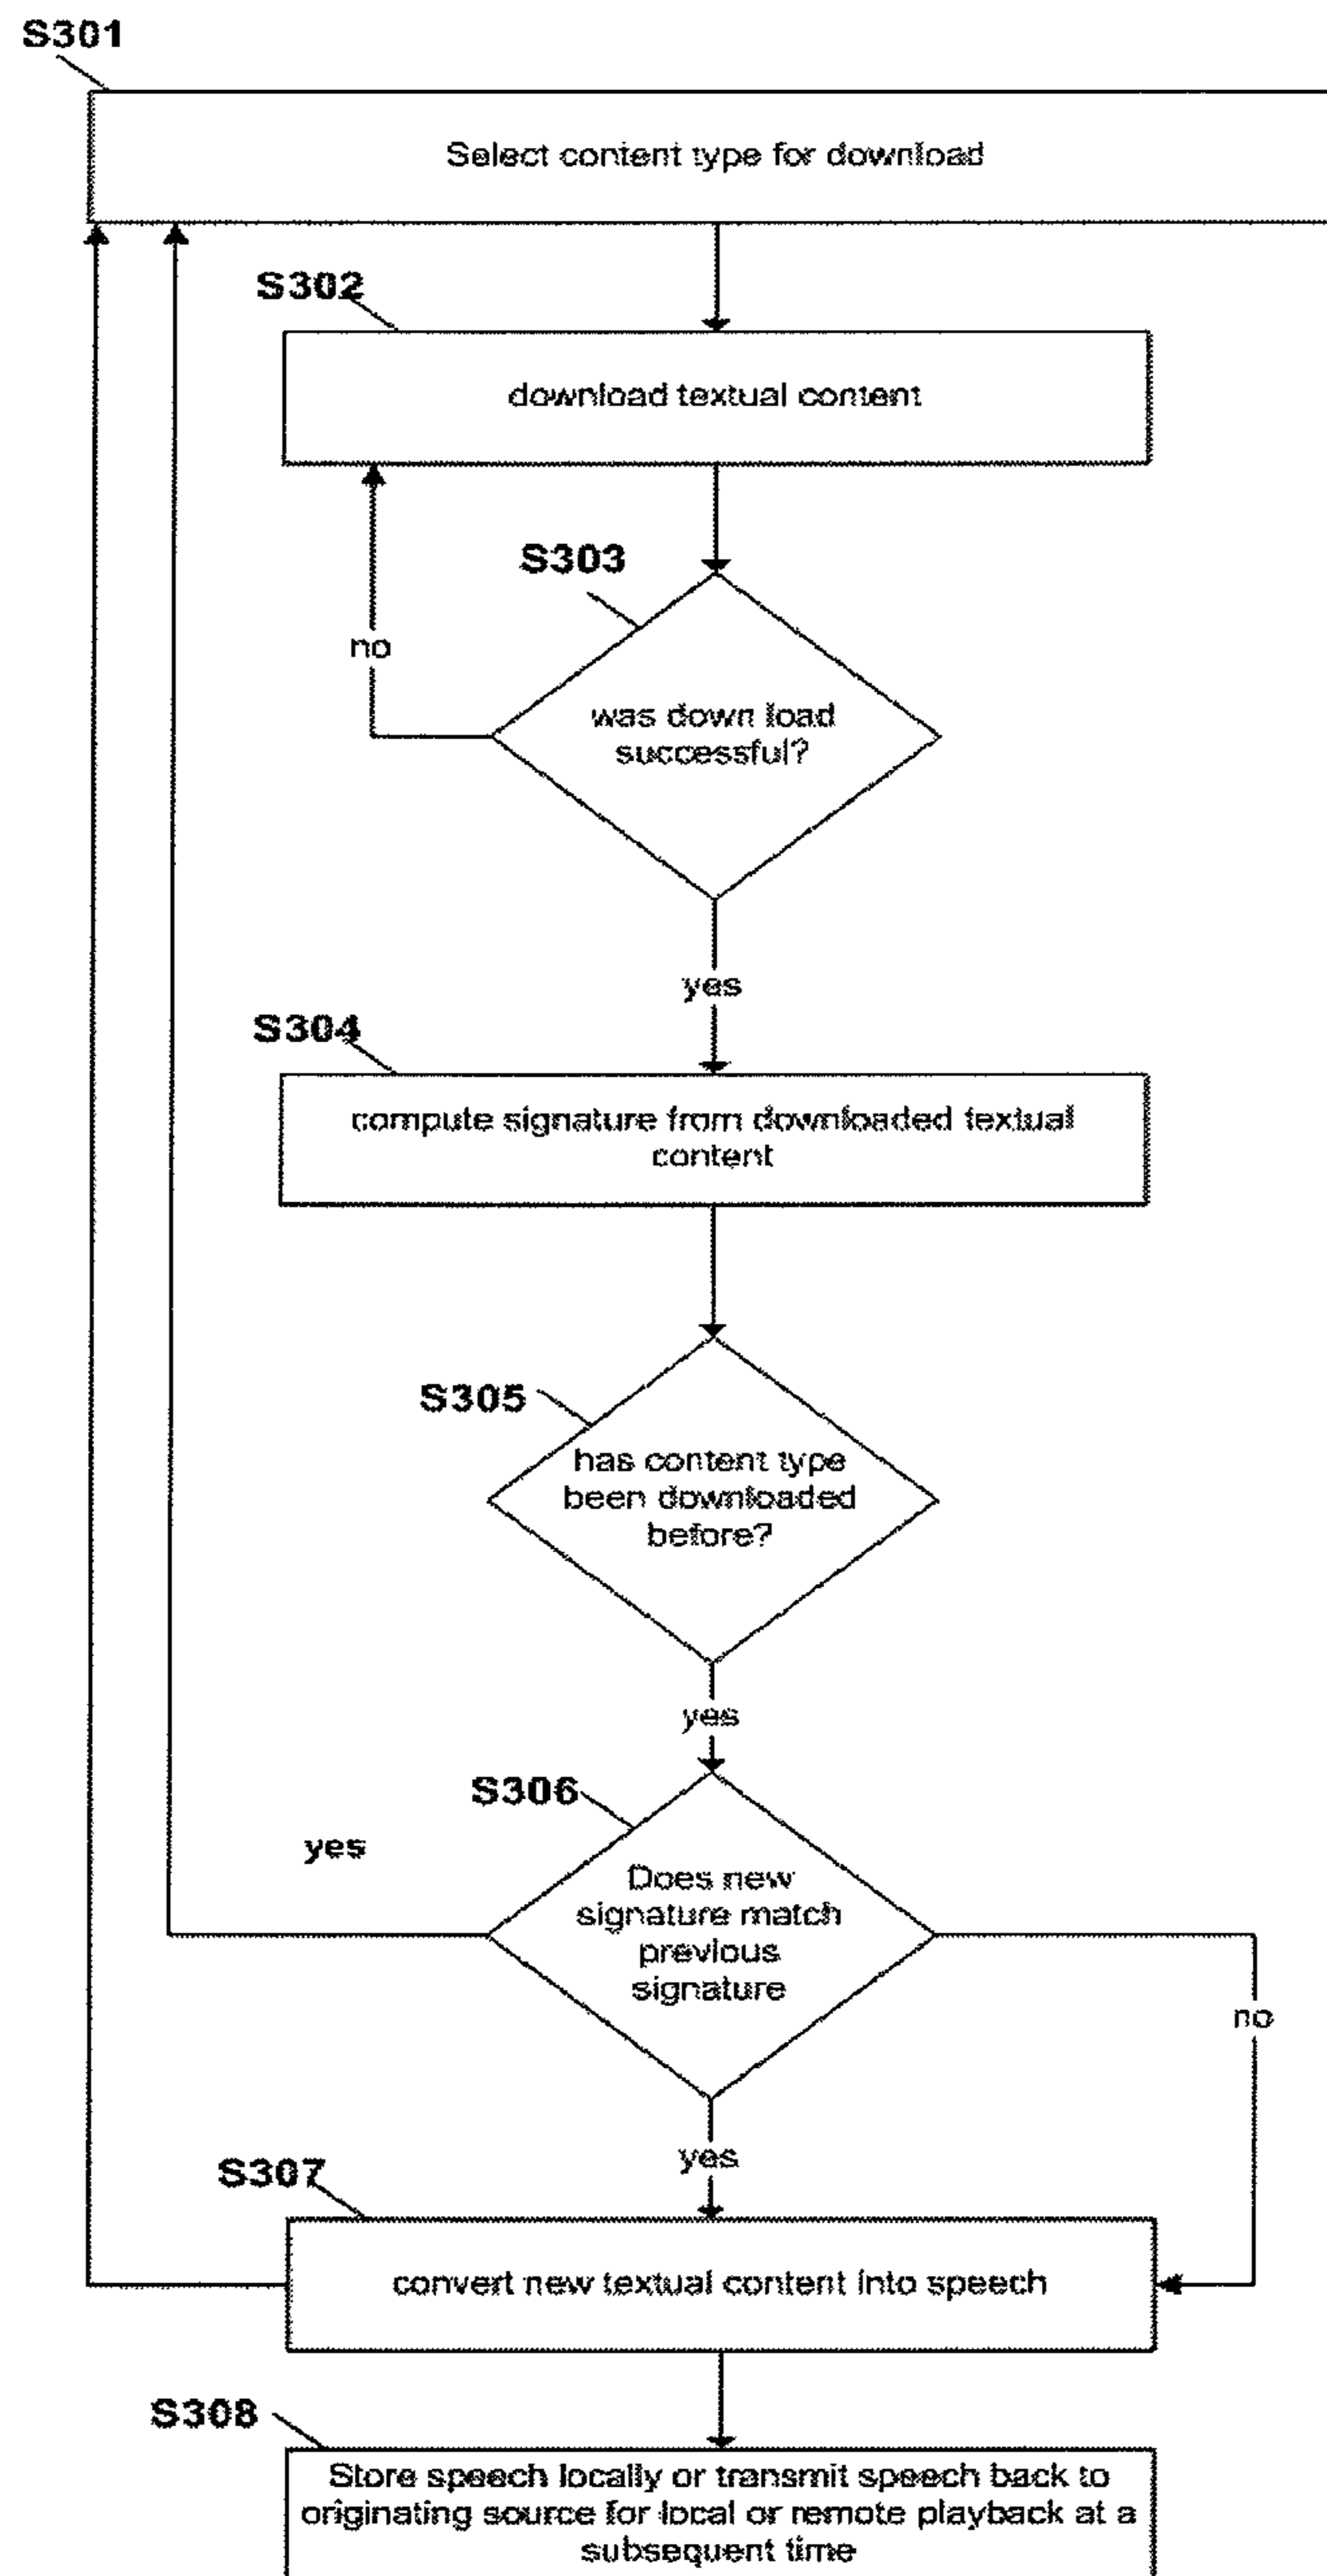 S301
Select content type for download
S302
download textual content
S303
no
was down load
successful?
yes
S304
compute signature from downloaded textual
content
S305
has content type
been downloaded
before?
yes
S306
yes
Does new
signature match
previous
signature
no
yes
S307
convert new textual content into speech
S308
Store speech locally or transmit speech back to
originating source for local or remote playback at a
subsequent time